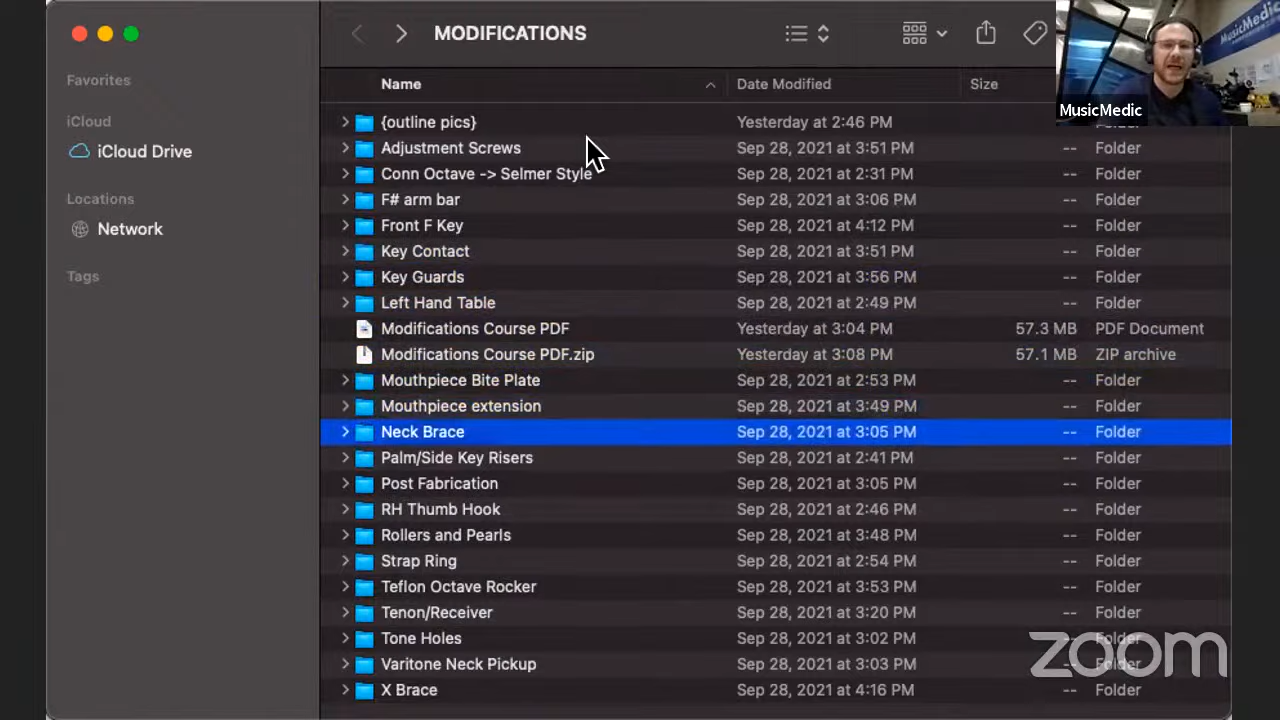 MODIFICATIONS
MusicMedic
MusicMedic
Favorites
iCloud
iCloud Drive
Locations
Network
Tags
Name Date Modified Size
{outline pics} Yesterday at 2:46 PM -- Folder
Adjustment Screws Sep 28, 2021 at 3:51 PM -- Folder
Conn Octave -> Selmer Style Sep 28, 2021 at 2:31 PM -- Folder
F# arm bar Sep 28, 2021 at 3:06 PM -- Folder
Front F Key Sep 28, 2021 at 4:12 PM -- Folder
Key Contact Sep 28, 2021 at 3:51 PM -- Folder
Key Guards Sep 28, 2021 at 3:56 PM -- Folder
Left Hand Table Sep 28, 2021 at 2:49 PM -- Folder
Modifications Course PDF Yesterday at 3:04 PM 57.3 MB PDF Document
Modifications Course PDF.zip Yesterday at 3:08 PM 57.1 MB ZIP archive
Mouthpiece Bite Plate Sep 28, 2021 at 2:53 PM -- Folder
Mouthpiece extension Sep 28, 2021 at 3:49 PM -- Folder
Neck Brace Sep 28, 2021 at 3:05 PM -- Folder
Palm/Side Key Risers Sep 28, 2021 at 2:41 PM -- Folder
Post Fabrication Sep 28, 2021 at 3:05 PM -- Folder
RH Thumb Hook Sep 28, 2021 at 2:46 PM -- Folder
Rollers and Pearls Sep 28, 2021 at 3:48 PM -- Folder
Strap Ring Sep 28, 2021 at 2:54 PM -- Folder
Teflon Octave Rocker Sep 28, 2021 at 3:53 PM -- Folder
Tenon/Receiver Sep 28, 2021 at 3:20 PM -- Folder
Tone Holes Sep 28, 2021 at 3:02 PM -- Folder
Varitone Neck Pickup Sep 28, 2021 at 3:03 PM -- Folder
X Brace Sep 28, 2021 at 4:16 PM -- Folder
zoom